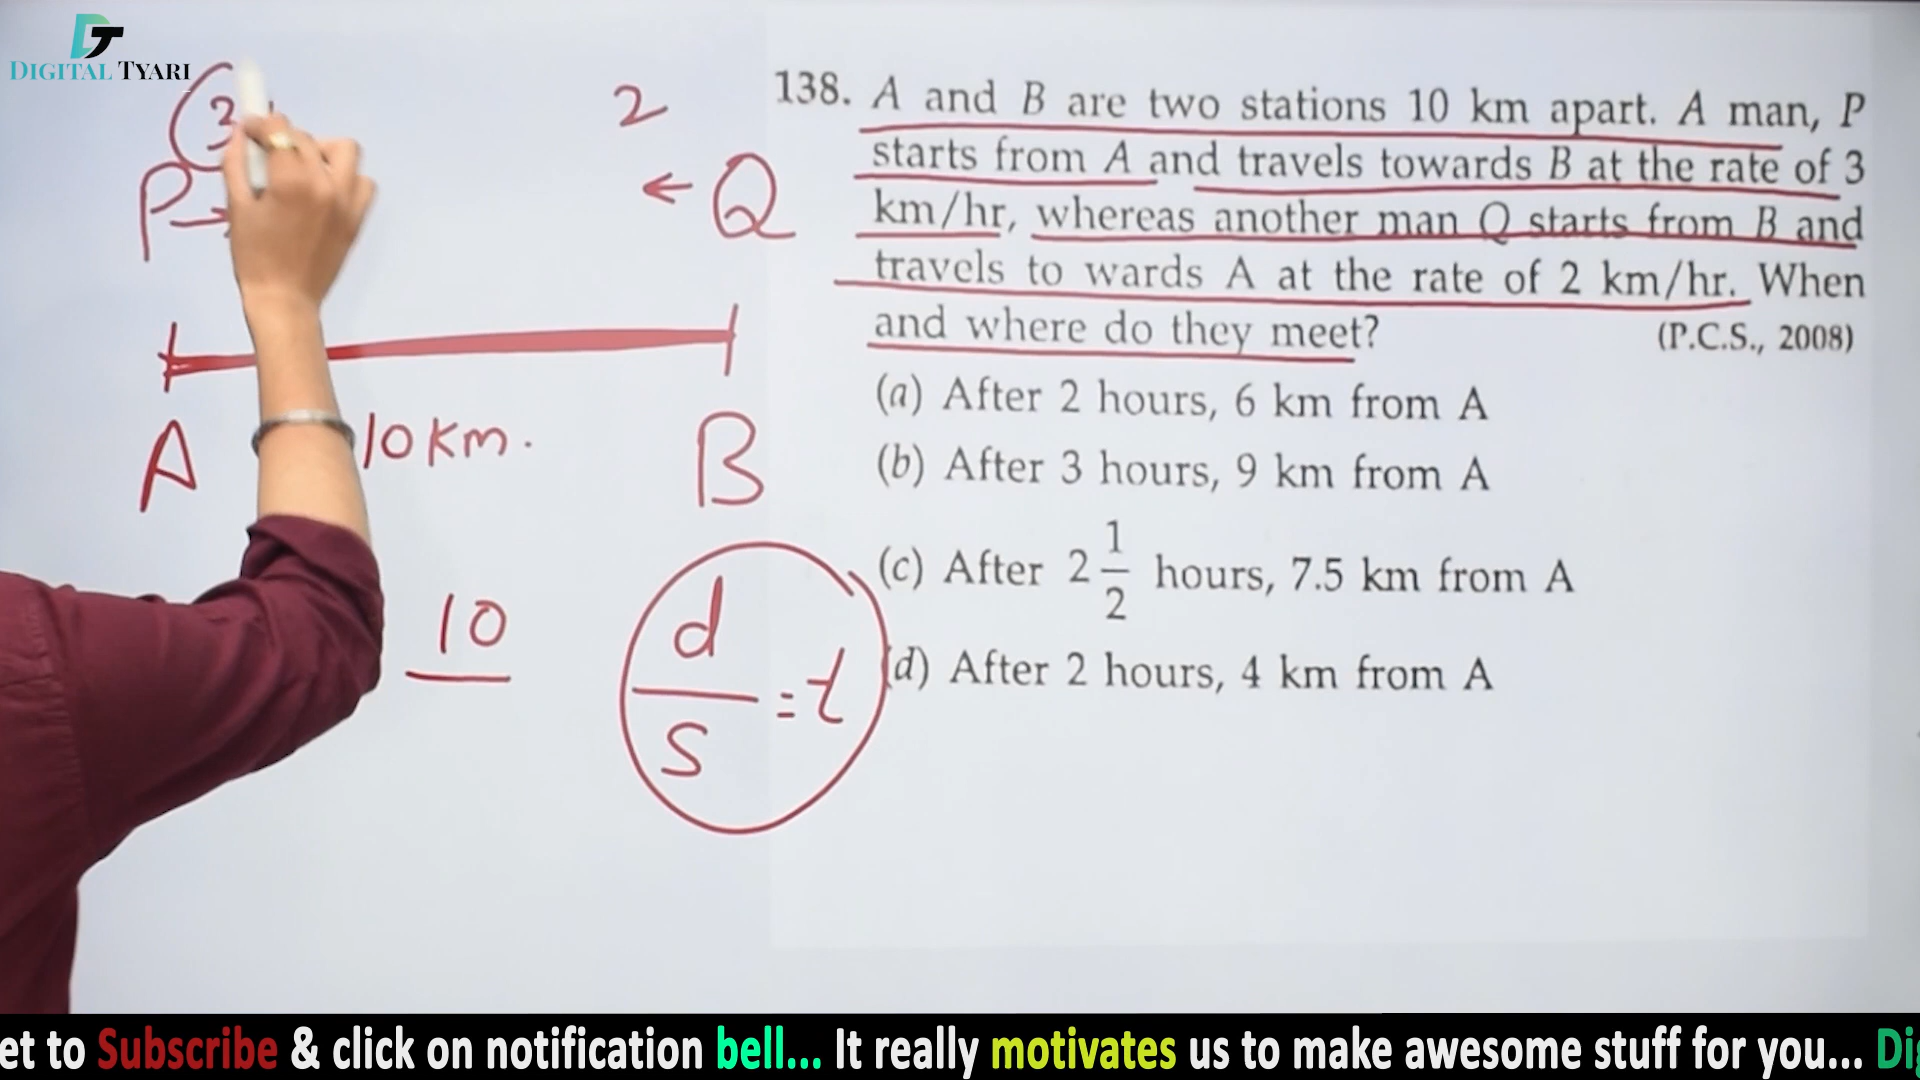 DT
DIGITAL TYARI
3
2
P →
← Q
A
10 Km.
B
10
d
s
= t
138. A and B are two stations 10 km apart. A man, P
starts from A and travels towards B at the rate of 3
km/hr, whereas another man Q starts from B and
travels to wards A at the rate of 2 km/hr. When
and where do they meet?
(P.C.S., 2008)
(a) After 2 hours, 6 km from A
(b) After 3 hours, 9 km from A
(c) After 2 1/2 hours, 7.5 km from A
(d) After 2 hours, 4 km from A
et to Subscribe & click on notification bell... It really motivates us to make awesome stuff for you... Di